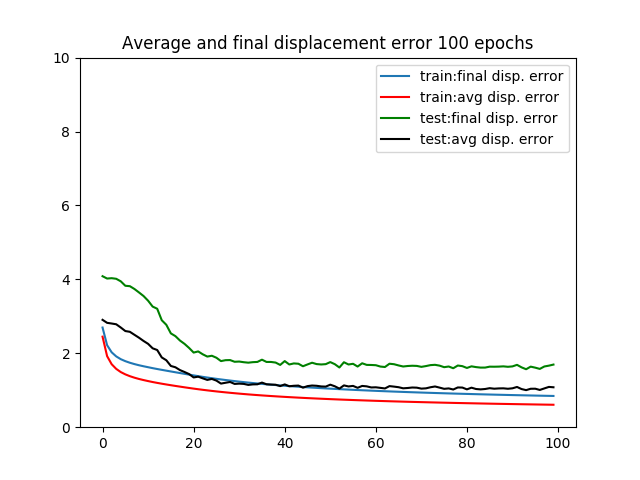 Average and final displacement error 100 epochs
10
8
6
4
2
0
train:final disp. error
train:avg disp. error
test:final disp. error
test:avg disp. error
0 20 40 60 80 100